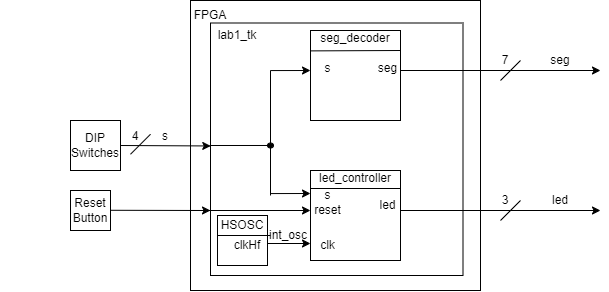 FPGA
lab1_tk
seg_decoder
s
seg
7
seg
DIP
Switches
4
s
led_controller
s
reset
led
clk
3
led
Reset
Button
HSOSC
clkHf
int_osc